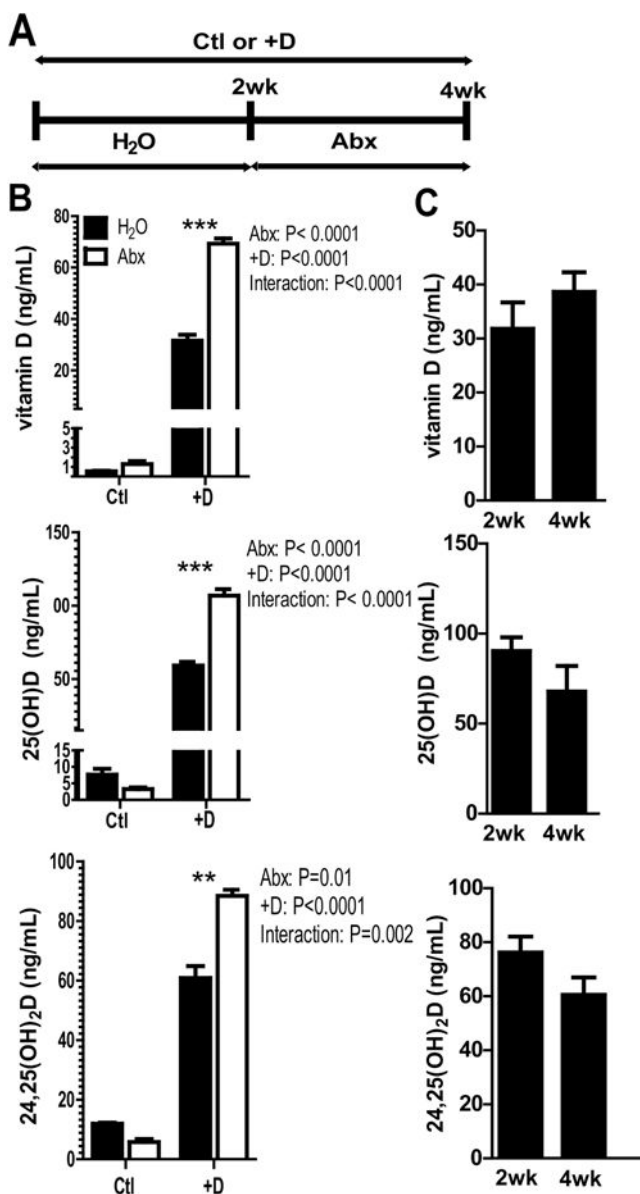 A
Ctl or +D
2wk
4wk
H₂O
Abx
B
H₂O
Abx
vitamin D (ng/mL)
80
60
40
20
5
3
1
***
Abx: P< 0.0001
+D: P<0.0001
Interaction: P<0.0001
Ctl
+D
25(OH)D (ng/mL)
150
00
50
15
10
5
0
***
Abx: P< 0.0001
+D: P<0.0001
Interaction: P< 0.0001
Ctl
+D
24,25(OH)₂D (ng/mL)
100
80
60
40
20
0
**
Abx: P=0.01
+D: P<0.0001
Interaction: P=0.002
Ctl
+D
C
vitamin D (ng/mL)
50
40
30
20
10
0
2wk
4wk
25(OH)D (ng/mL)
150
100
50
0
2wk
4wk
24,25(OH)₂D (ng/mL)
80
60
40
20
0
2wk
4wk